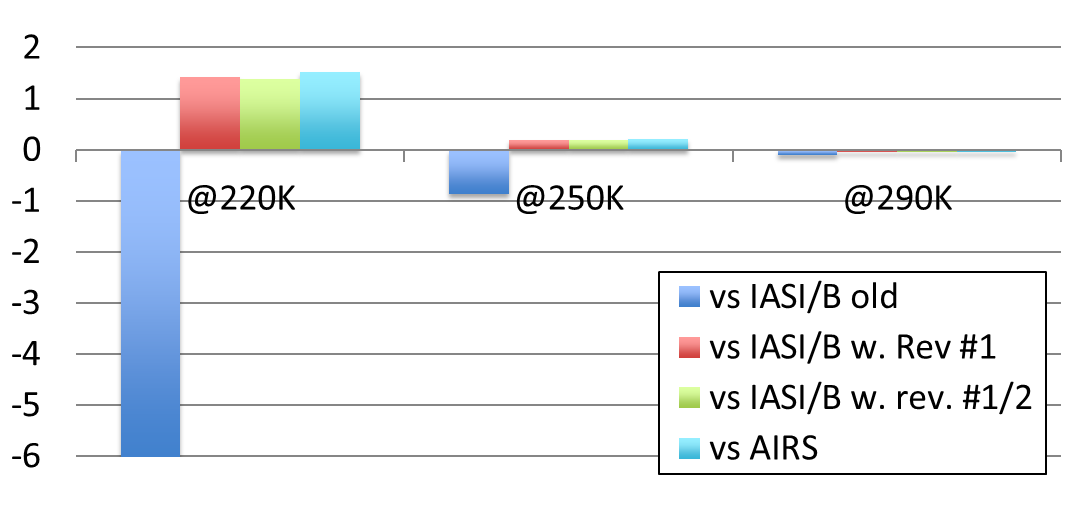 2
1
0
-1
@220K
@250K
@290K
-2
-3
-4
-5
-6
vs IASI/B old
vs IASI/B w. Rev #1
vs IASI/B w. rev. #1/2
vs AIRS